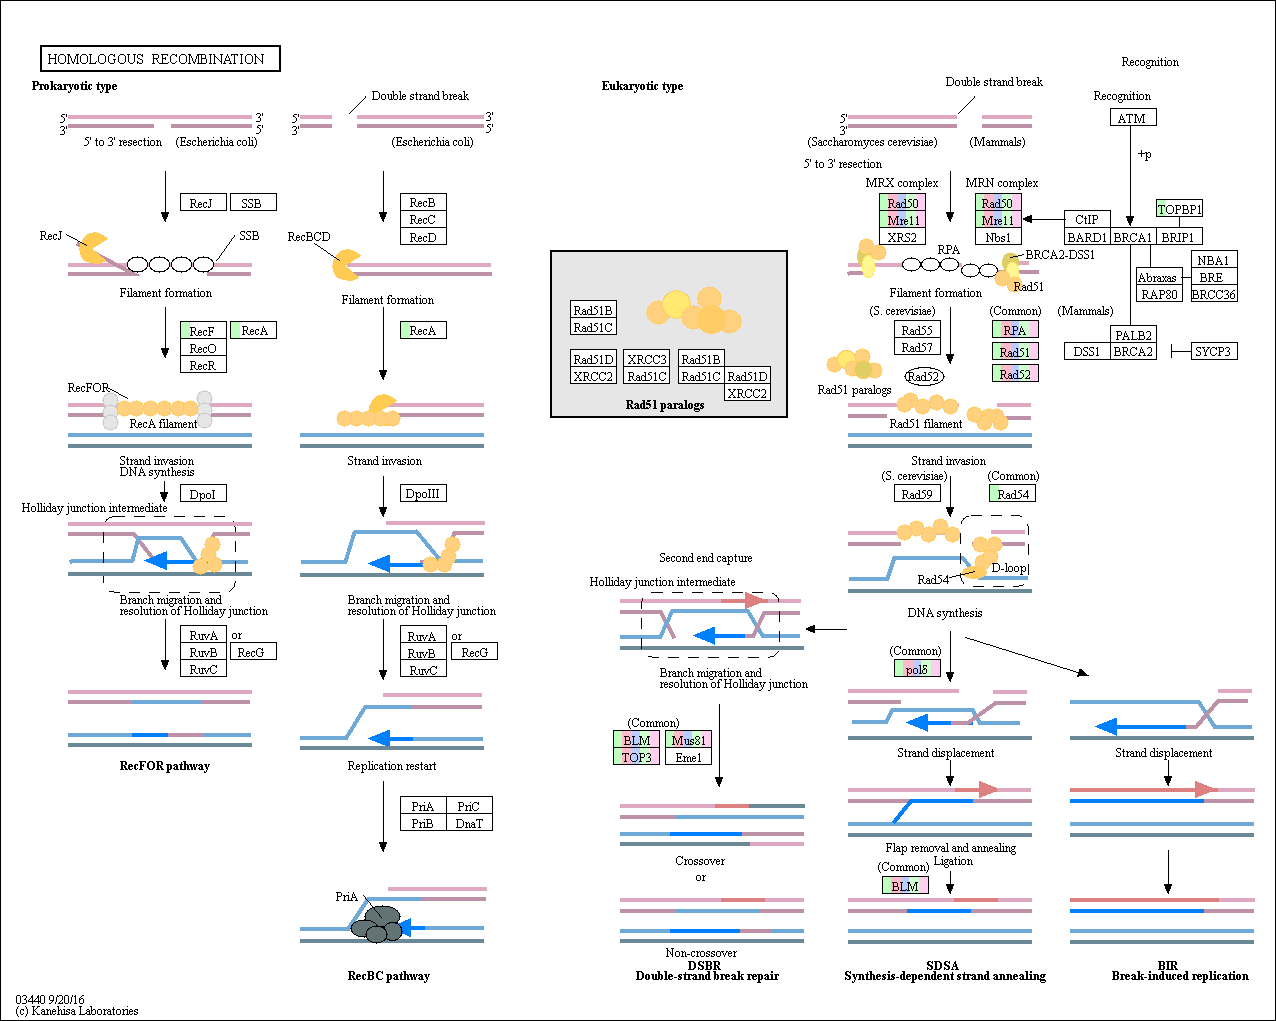 HOMOLOGOUS RECOMBINATION
Prokaryotic type
Double strand break
5'
3'
3'
5'
5' to 3' resection
(Escherichia coli)
5'
3'
3'
5'
(Escherichia coli)
RecJ
SSB
RecB
RecC
RecD
RecJ
SSB
RecBCD
Filament formation
Filament formation
RecF
RecA
RecO
RecR
RecA
RecFOR
RecA filament
Strand invasion
DNA synthesis
Strand invasion
DpoI
DpoIII
Holliday junction intermediate
Branch migration and
resolution of Holliday junction
Branch migration and
resolution of Holliday junction
RuvA
or
RuvB
RecG
RuvC
RuvA
or
RuvB
RecG
RuvC
RecFOR pathway
Replication restart
PriA
PriC
PriB
DnaT
PriA
RecBC pathway
Eukaryotic type
Double strand break
5'
3'
(Saccharomyces cerevisiae)
(Mammals)
5' to 3' resection
Recognition
Recognition
ATM
+p
MRX complex
MRN complex
Rad50
Mre11
XRS2
Rad50
Mre11
Nbs1
TOPBP1
CtIP
BARD1
BRCA1
BRIP1
RPA
BRCA2-DSS1
Rad51
NBA1
Abraxas
BRE
RAP80
BRCC36
Filament formation
(S. cerevisiae)
(Common)
(Mammals)
Rad55
Rad57
RPA
Rad51
Rad52
Rad52
PALB2
DSS1
BRCA2
SYCP3
Rad51 paralogs
Rad51 filament
Rad51B
Rad51C
Rad51D
XRCC2
XRCC3
Rad51C
Rad51B
Rad51C
Rad51D
XRCC2
Rad51 paralogs
Strand invasion
(S. cerevisiae)
(Common)
Rad59
Rad54
Rad54
D-loop
DNA synthesis
Second end capture
Holliday junction intermediate
Branch migration and
resolution of Holliday junction
(Common)
BLM
TOP3
Mus81
Eme1
Crossover
or
Non-crossover
DSBR
Double-strand break repair
(Common)
polδ
Strand displacement
Flap removal and annealing
Ligation
(Common)
BLM
SDSA
Synthesis-dependent strand annealing
Strand displacement
BIR
Break-induced replication
03440 9/20/16
(c) Kanehisa Laboratories